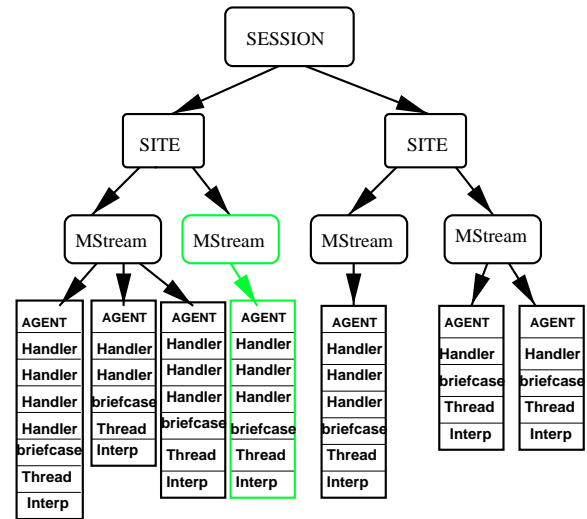 SESSION
SITE
SITE
MStream
MStream
MStream
MStream
AGENT
Handler
Handler
Handler
Handler
briefcase
Thread
Interp
AGENT
Handler
Handler
briefcase
Thread
Interp
AGENT
Handler
Handler
Handler
briefcase
Thread
Interp
AGENT
Handler
Handler
Handler
briefcase
Thread
Interp
AGENT
Handler
Handler
Handler
briefcase
Thread
Interp
AGENT
Handler
briefcase
Thread
Interp
AGENT
Handler
briefcase
Thread
Interp